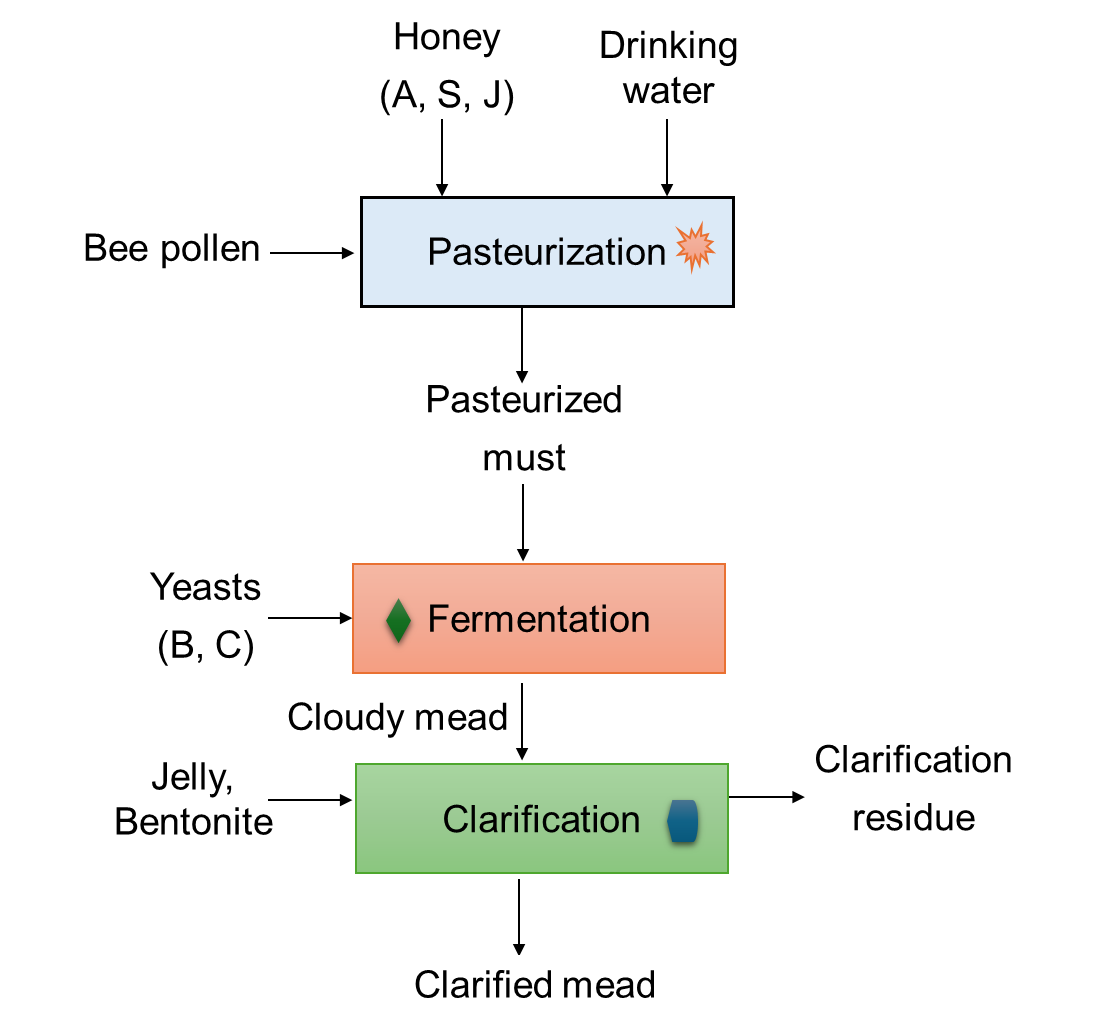 Honey
(A, S, J)
Drinking
water
Bee pollen
Pasteurization
Pasteurized
must
Yeasts
(B, C)
Fermentation
Cloudy mead
Jelly,
Bentonite
Clarification
Clarification
residue
Clarified mead